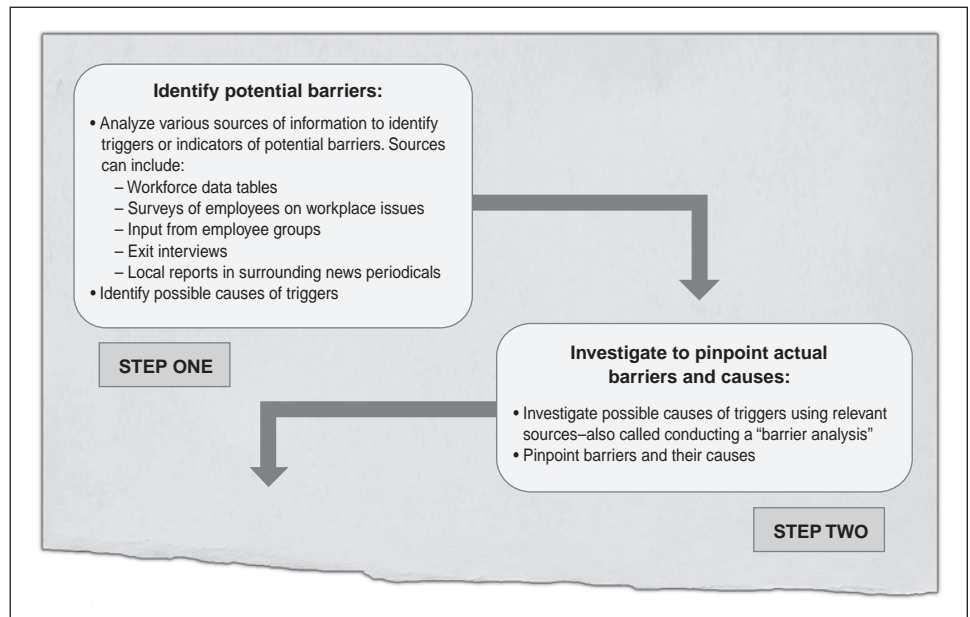 Identify potential barriers:
• Analyze various sources of information to identify
triggers or indicators of potential barriers. Sources
can include:
– Workforce data tables
– Surveys of employees on workplace issues
– Input from employee groups
– Exit interviews
– Local reports in surrounding news periodicals
• Identify possible causes of triggers
STEP ONE
Investigate to pinpoint actual
barriers and causes:
• Investigate possible causes of triggers using relevant
sources–also called conducting a “barrier analysis”
• Pinpoint barriers and their causes
STEP TWO